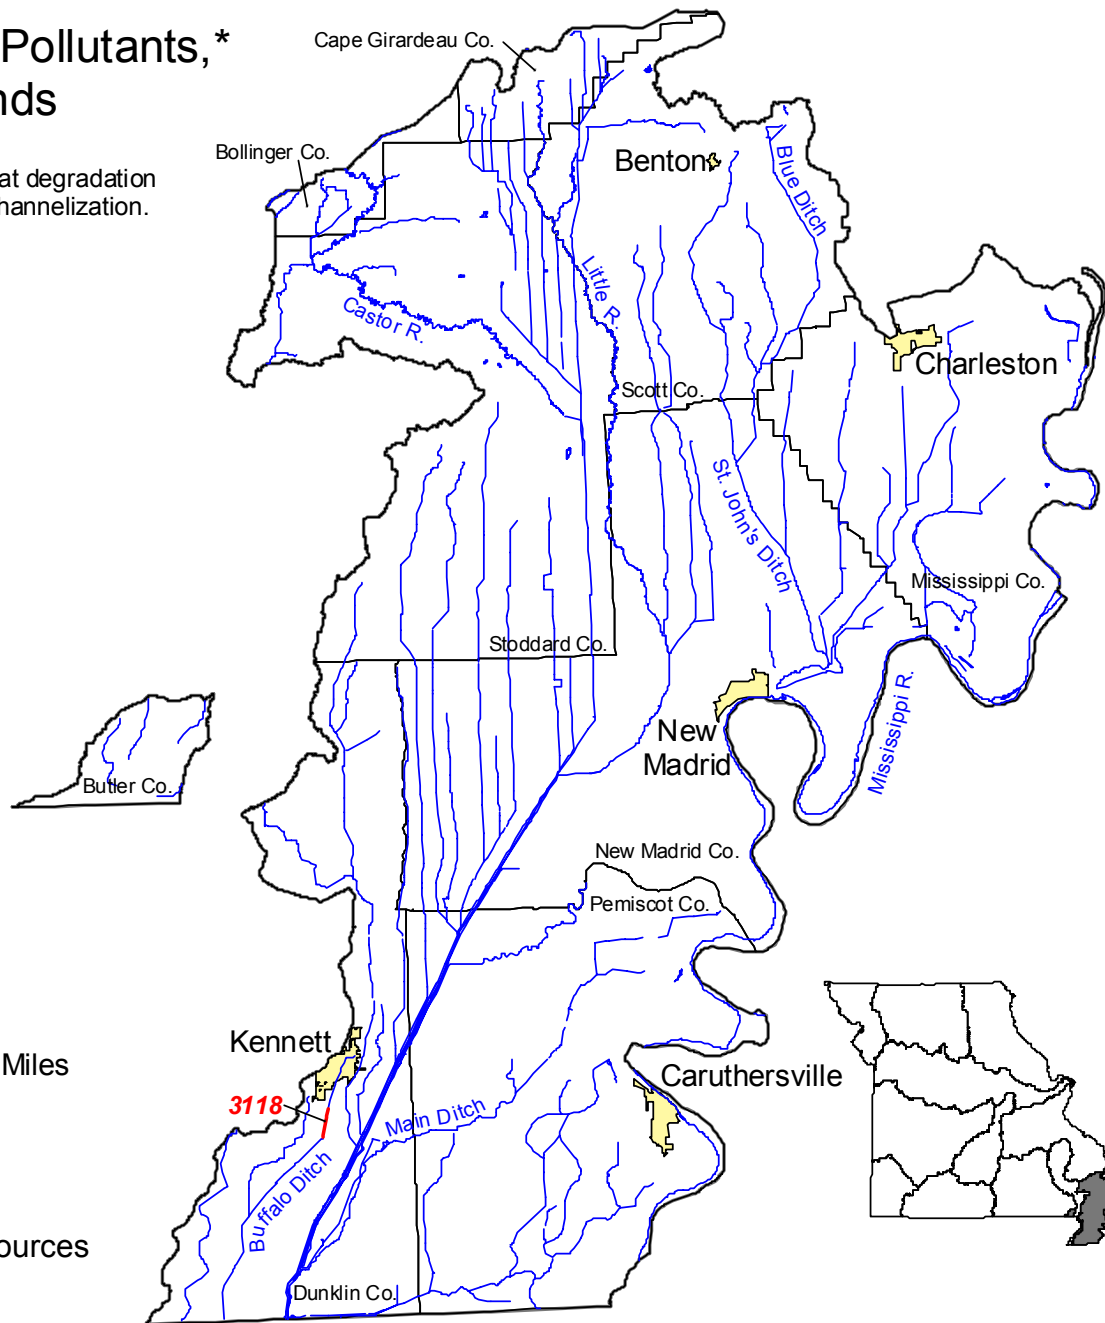 Pollutants,*
nds
at degradation
hannelization.
Cape Girardeau Co.
Bollinger Co.
Benton
Blue Ditch
Little R.
Castor R.
Charleston
Scott Co.
St. John's Ditch
Mississippi Co.
Stoddard Co.
New
Madrid
Mississippi R.
Butler Co.
New Madrid Co.
Pemiscot Co.
Kennett
Miles
Caruthersville
3118
Main Ditch
Buffalo Ditch
ources
Dunklin Co.